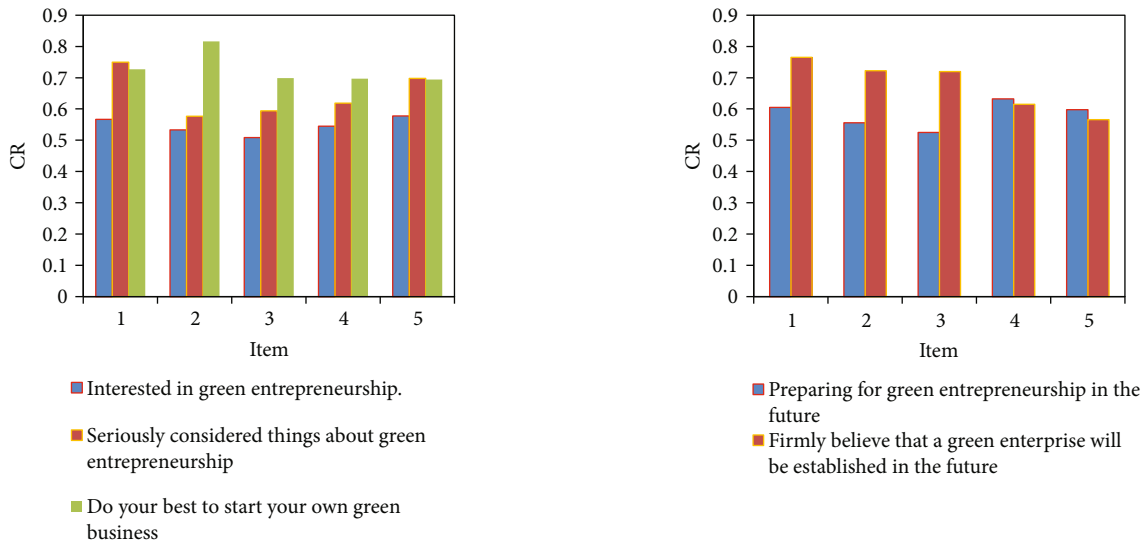 0.9
0.8
0.7
0.6
0.5
0.4
0.3
0.2
0.1
0
CR
1 2 3 4 5
Item
Interested in green entrepreneurship.
Seriously considered things about green
entrepreneurship
Do your best to start your own green
business
0.9
0.8
0.7
0.6
0.5
0.4
0.3
0.2
0.1
0
CR
1 2 3 4 5
Item
Preparing for green entrepreneurship in the
future
Firmly believe that a green enterprise will
be established in the future